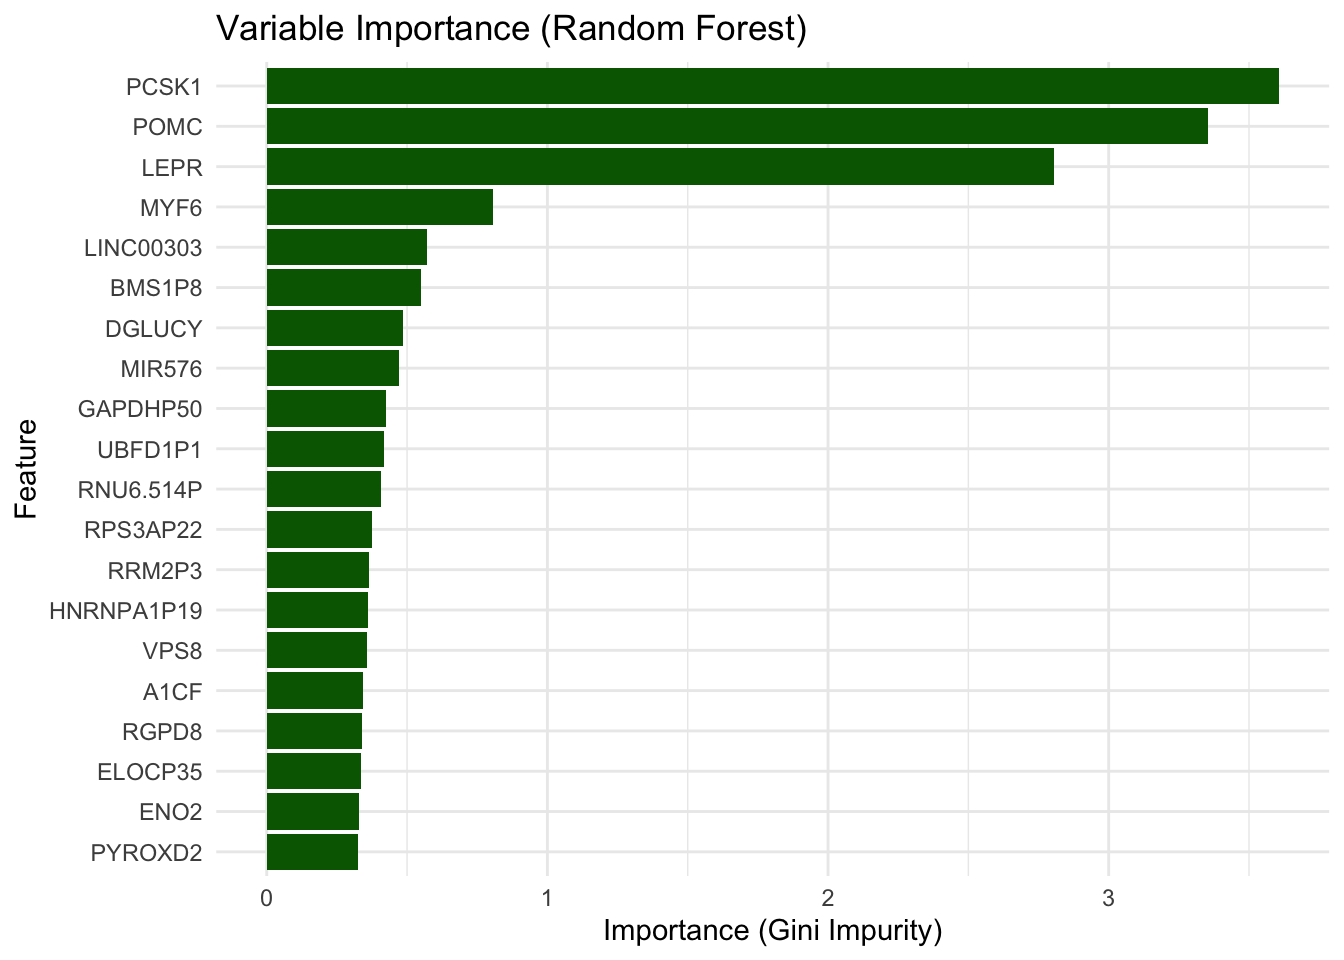 Variable Importance (Random Forest)
PCSK1
POMC
LEPR
MYF6
LINC00303
BMS1P8
DGLUCY
MIR576
GAPDHP50
UBFD1P1
RNU6.514P
RPS3AP22
RRM2P3
HNRNPA1P19
VPS8
A1CF
RGPD8
ELOCP35
ENO2
PYROXD2
Feature
0 1 2 3
Importance (Gini Impurity)